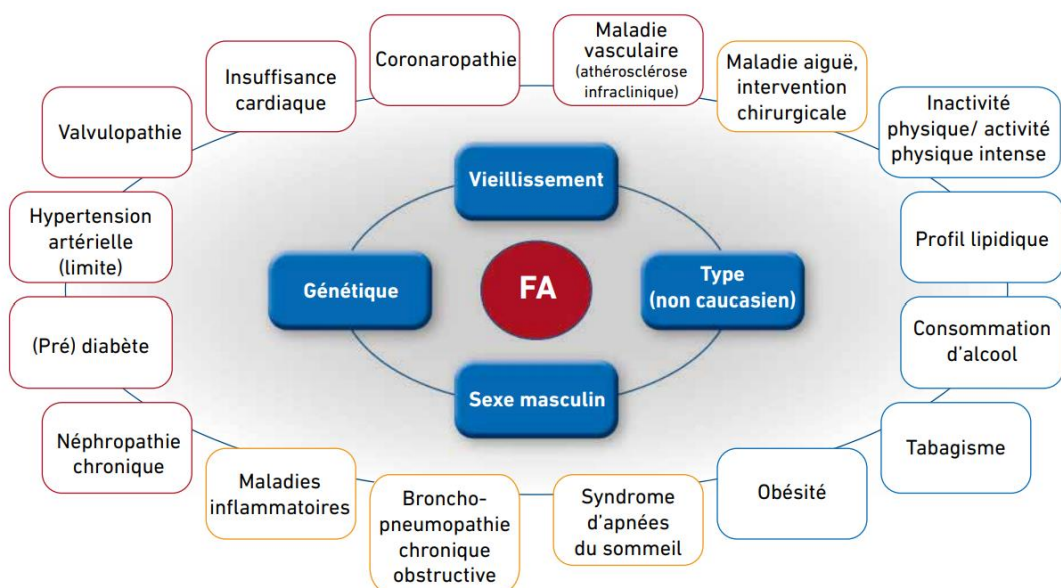 Coronaropathie
Maladie
vasculaire
(athérosclérose
infraclinique)
Maladie aiguë,
intervention
chirurgicale
Inactivité
physique/ activité
physique intense
Profil lipidique
Consommation
d'alcool
Tabagisme
Obésité
Syndrome
d'apnées
du sommeil
Broncho-
pneumopathie
chronique
obstructive
Maladies
inflammatoires
Néphropathie
chronique
(Pré) diabète
Hypertension
artérielle
(limite)
Valvulopathie
Insuffisance
cardiaque
Vieillissement
Génétique
FA
Type
(non caucasien)
Sexe masculin